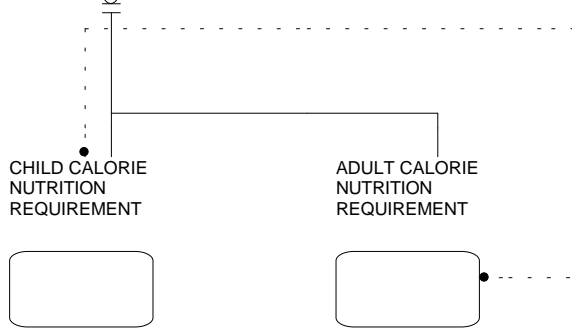 CHILD CALORIE
NUTRITION
REQUIREMENT
ADULT CALORIE
NUTRITION
REQUIREMENT